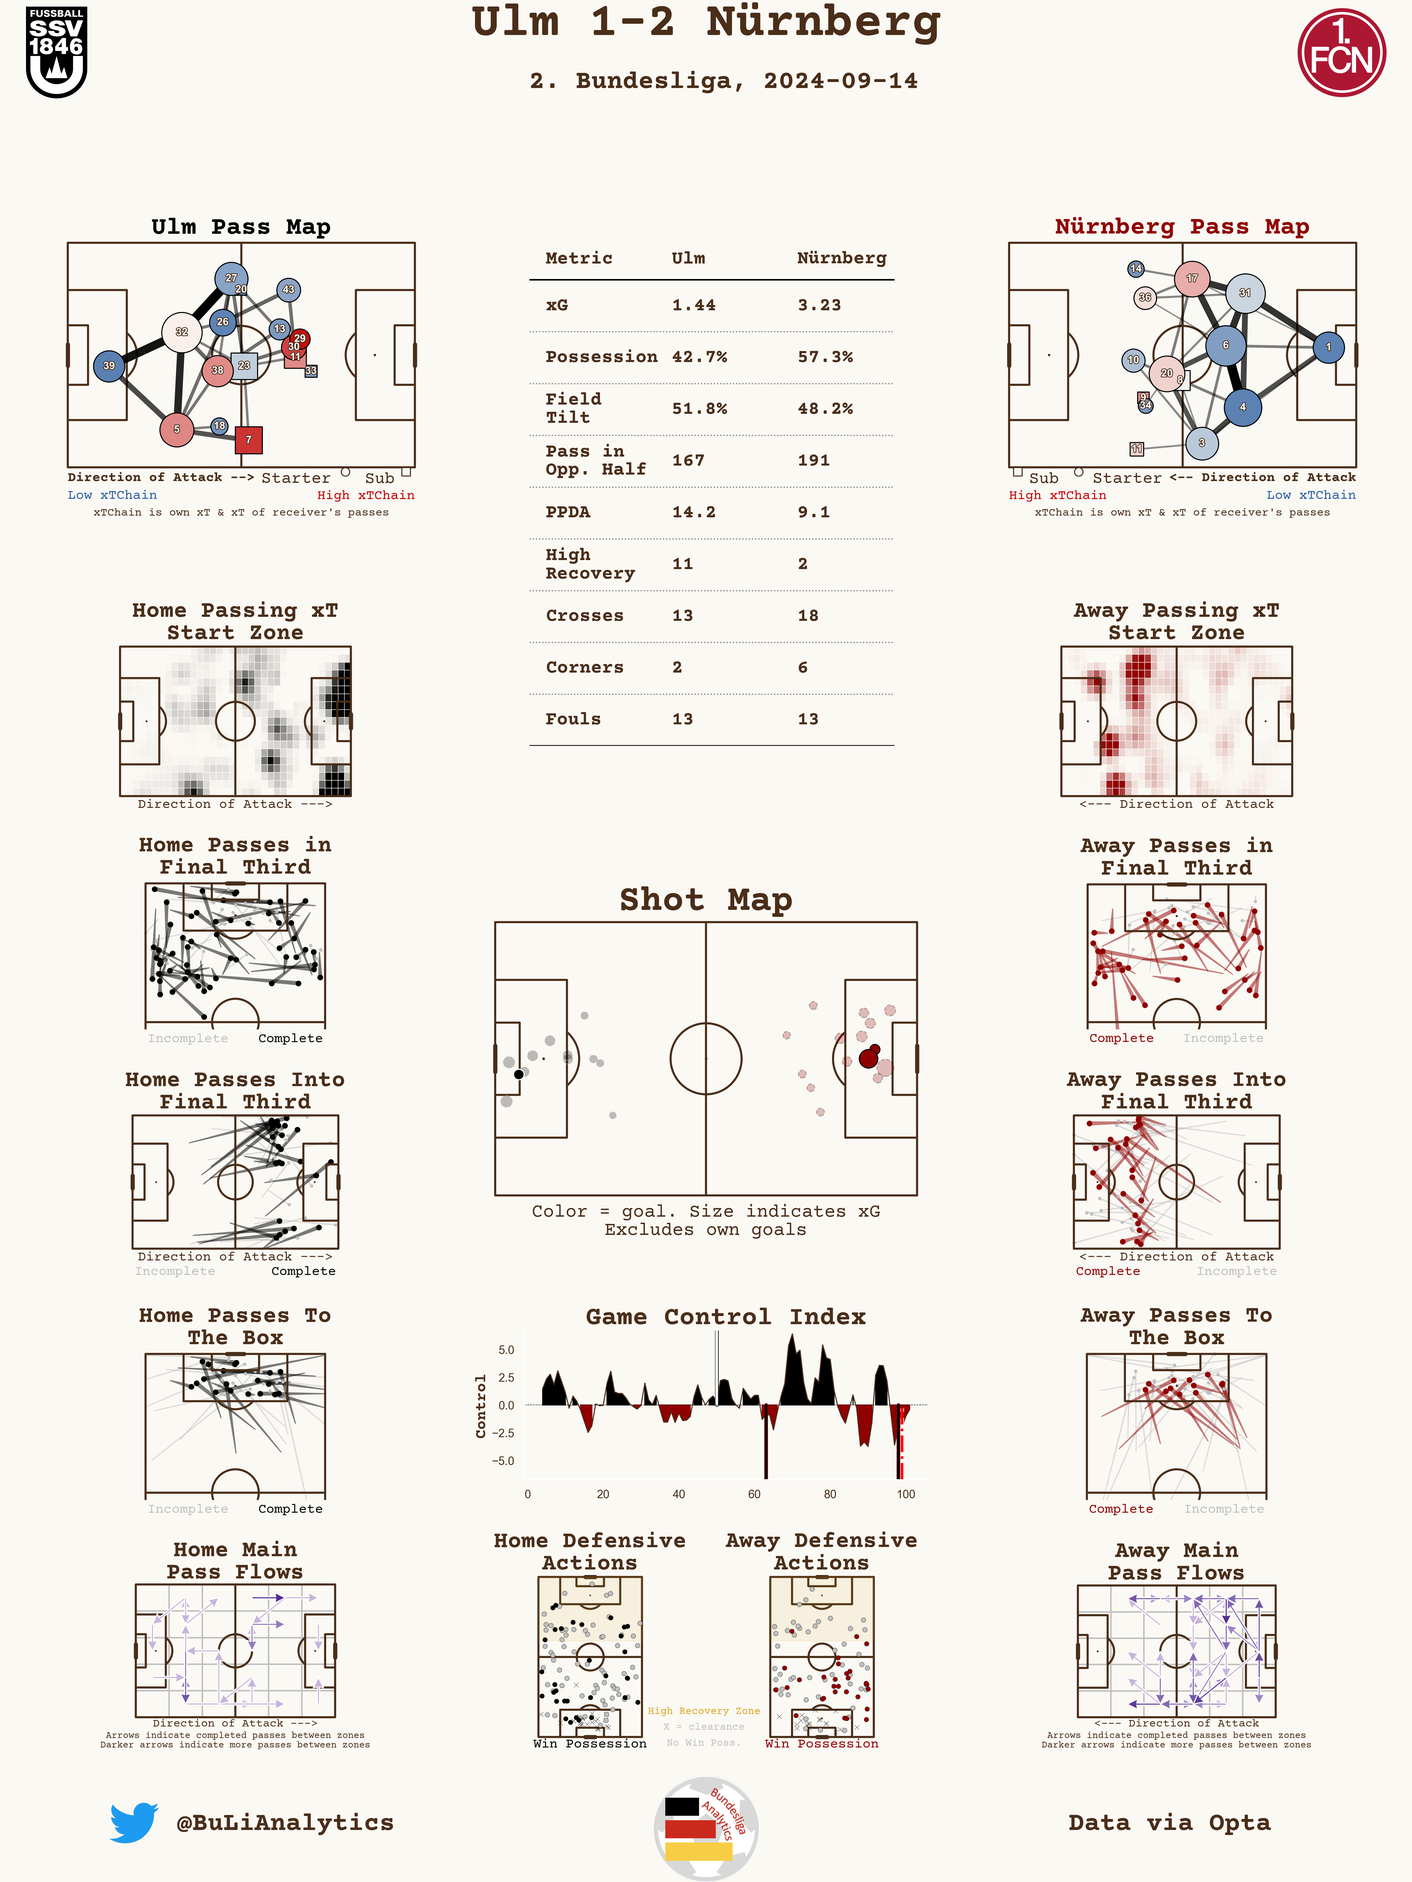 Ulm 1-2 Nürnberg
2. Bundesliga, 2024-09-14
FUSSBALL
SSV
1846
1.
FCN
Ulm Pass Map
27
20
43
26
13
32
29
30
11
39
38
23
33
5
18
7
Direction of Attack --> Starter Sub
Low xTChain High xTChain
xTChain is own xT & xT of receiver's passes
Metric Ulm Nürnberg
xG 1.44 3.23
Possession 42.7% 57.3%
Field
Tilt 51.8% 48.2%
Pass in
Opp. Half 167 191
PPDA 14.2 9.1
High
Recovery 11 2
Crosses 13 18
Corners 2 6
Fouls 13 13
Nürnberg Pass Map
14
17
36
31
6
1
10
20
8
9
34
4
3
11
Sub Starter <-- Direction of Attack
High xTChain Low xTChain
xTChain is own xT & xT of receiver's passes
Home Passing xT
Start Zone
Direction of Attack --->
Away Passing xT
Start Zone
<--- Direction of Attack
Home Passes in
Final Third
Incomplete Complete
Away Passes in
Final Third
Complete Incomplete
Shot Map
Color = goal. Size indicates xG
Excludes own goals
Home Passes Into
Final Third
Direction of Attack --->
Incomplete Complete
Away Passes Into
Final Third
<--- Direction of Attack
Complete Incomplete
Home Passes To
The Box
Incomplete Complete
Game Control Index
Control
5.0
2.5
0.0
−2.5
−5.0
0 20 40 60 80 100
Away Passes To
The Box
Complete Incomplete
Home Main
Pass Flows
Direction of Attack --->
Arrows indicate completed passes between zones
Darker arrows indicate more passes between zones
Home Defensive
Actions
Win Possession
High Recovery Zone
X = clearance
No Win Poss.
Away Defensive
Actions
Win Possession
Away Main
Pass Flows
<--- Direction of Attack
Arrows indicate completed passes between zones
Darker arrows indicate more passes between zones
@BuLiAnalytics
Bundesliga
Analytics
Data via Opta